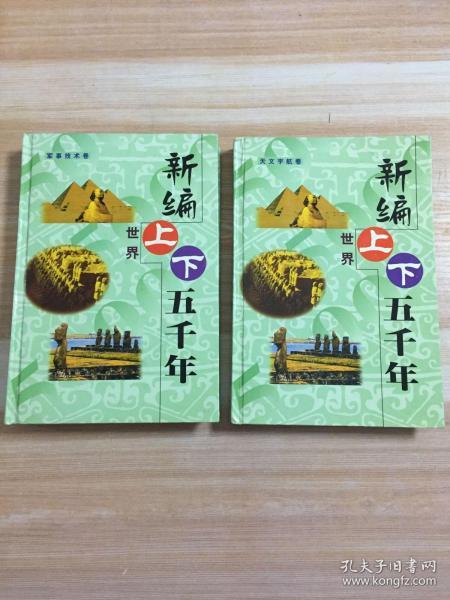 军事技术卷
新编
世界
上下五千年
天文宇航卷
新编
世界
上下五千年
孔夫子旧书网
www.kongfz.com